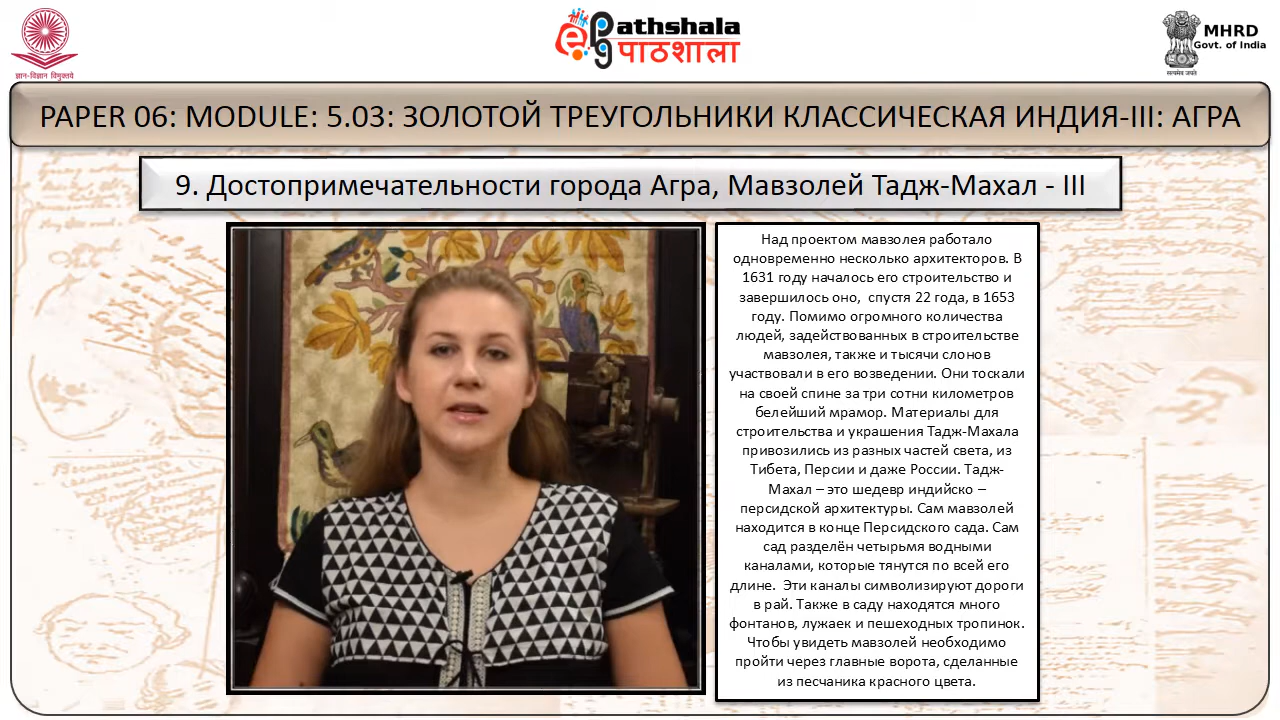 ज्ञान-विज्ञान विमुक्तये
ePg Pathshala
पाठशाला
MHRD
Govt. of India
सत्यमेव जयते
PAPER 06: MODULE: 5.03: ЗОЛОТОЙ ТРЕУГОЛЬНИКИ КЛАССИЧЕСКАЯ ИНДИЯ-III: АГРА
9. Достопримечательности города Агра, Мавзолей Тадж-Махал - III
Над проектом мавзолея работало
одновременно несколько архитекторов. В
1631 году началось его строительство и
завершилось оно, спустя 22 года, в 1653
году. Помимо огромного количества
людей, задействованных в строительстве
мавзолея, также и тысячи слонов
участвовали в его возведении. Они тоскали
на своей спине за три сотни километров
белейший мрамор. Материалы для
строительства и украшения Тадж-Махала
привозились из разных частей света, из
Тибета, Персии и даже России. Тадж-
Махал – это шедевр индийско –
персидской архитектуры. Сам мавзолей
находится в конце Персидского сада. Сам
сад разделён четырьмя водными
каналами, которые тянутся по всей его
длине. Эти каналы символизируют дороги
в рай. Также в саду находятся много
фонтанов, лужаек и пешеходных тропинок.
Чтобы увидеть мавзолей необходимо
пройти через главные ворота, сделанные
из песчаника красного цвета.